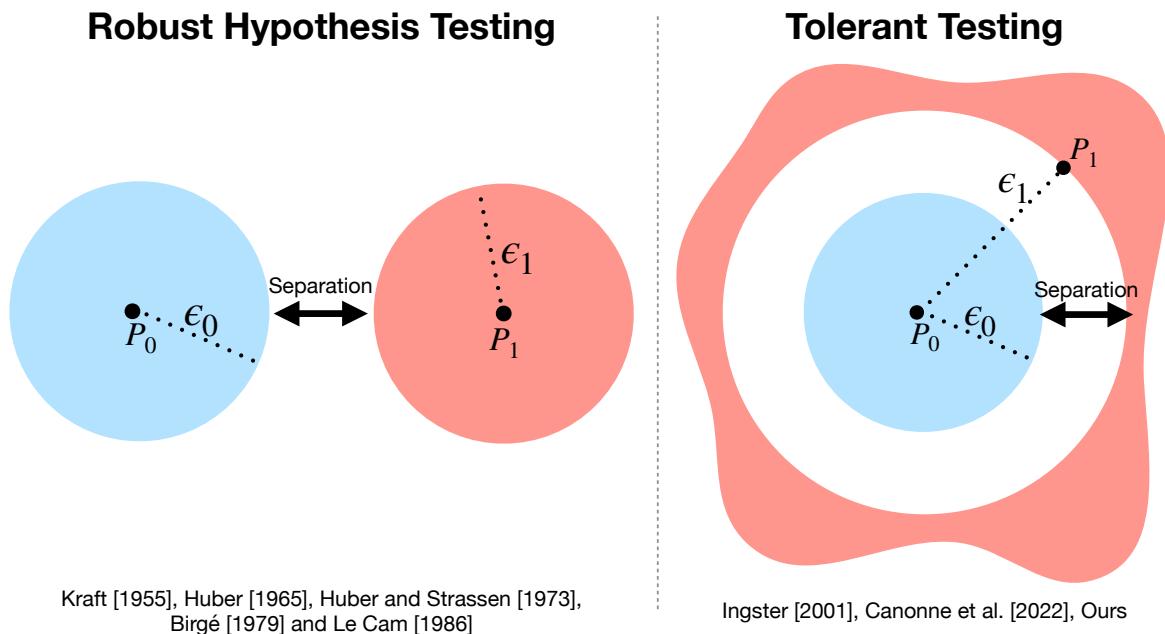 Robust Hypothesis Testing
Separation
ϵ₀
P₀
ϵ₁
P₁
Kraft [1955], Huber [1965], Huber and Strassen [1973],
Birgé [1979] and Le Cam [1986]
Tolerant Testing
P₁
ϵ₁
Separation
ϵ₀
P₀
Ingster [2001], Canonne et al. [2022], Ours